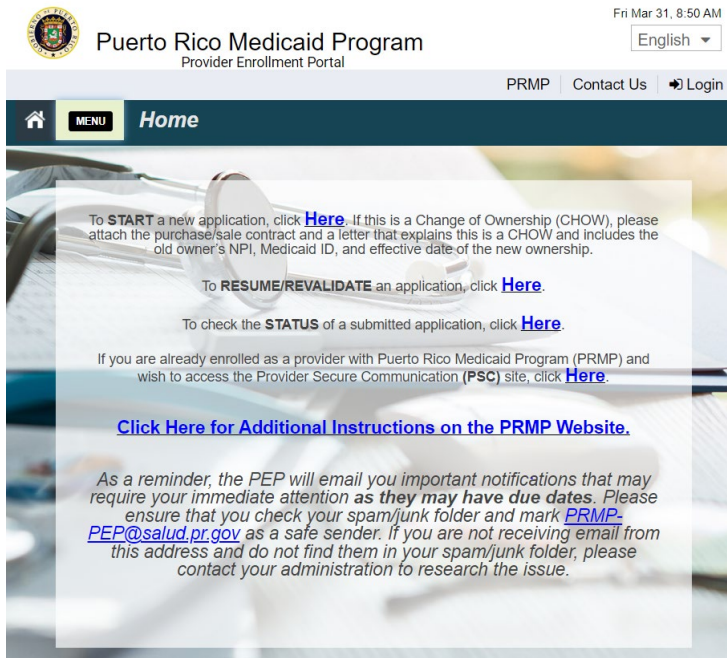 Fri Mar 31, 8:50 AM
GOBIERNO DE PUERTO RICO
Puerto Rico Medicaid Program
Provider Enrollment Portal
English
PRMP Contact Us Login
MENU Home
To START a new application, click Here. If this is a Change of Ownership (CHOW), please
attach the purchase/sale contract and a letter that explains this is a CHOW and includes the
old owner's NPI, Medicaid ID, and effective date of the new ownership.
To RESUME/REVALIDATE an application, click Here.
To check the STATUS of a submitted application, click Here.
If you are already enrolled as a provider with Puerto Rico Medicaid Program (PRMP) and
wish to access the Provider Secure Communication (PSC) site, click Here.
Click Here for Additional Instructions on the PRMP Website.
As a reminder, the PEP will email you important notifications that may
require your immediate attention as they may have due dates. Please
ensure that you check your spam/junk folder and mark PRMP-
PEP@salud.pr.gov as a safe sender. If you are not receiving email from
this address and do not find them in your spam/junk folder, please
contact your administration to research the issue.